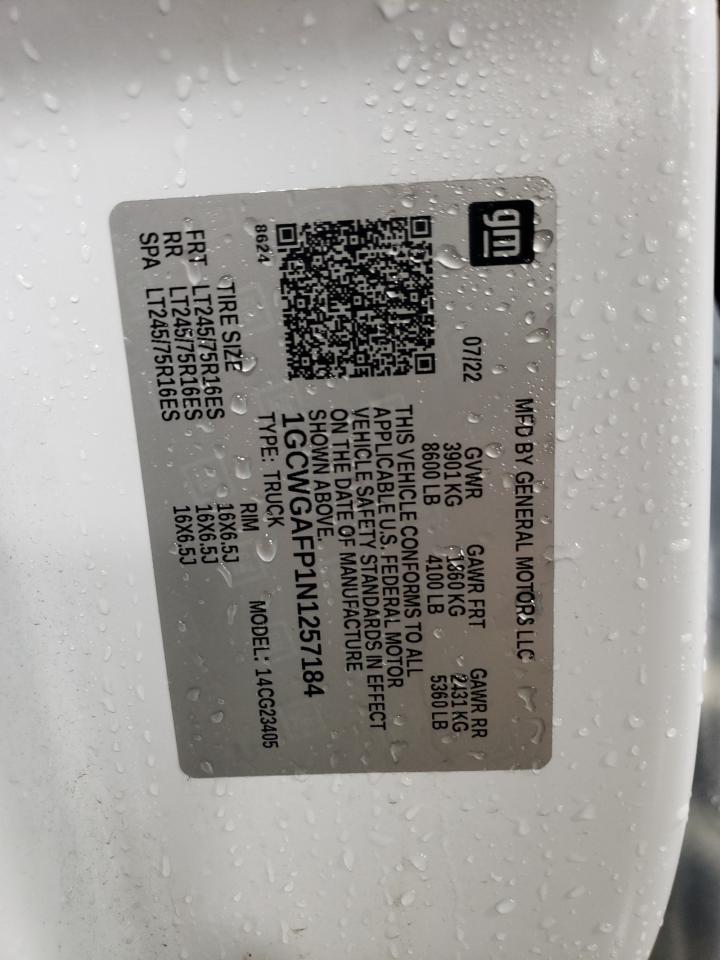 gm
MFD BY GENERAL MOTORS LLC
07/22
GVWR GAWR FRT GAWR RR
3901 KG 1860 KG 2431 KG
8600 LB 4100 LB 5360 LB
THIS VEHICLE CONFORMS TO ALL
APPLICABLE U.S. FEDERAL MOTOR
VEHICLE SAFETY STANDARDS IN EFFECT
ON THE DATE OF MANUFACTURE
SHOWN ABOVE.
1GCWGAFP1N1257184
8624
TYPE: TRUCK MODEL: 14CG23405
TIRE SIZE RIM
FRT LT245/75R16ES 16X6.5J
RR LT245/75R16ES 16X6.5J
SPA LT245/75R16ES 16X6.5J